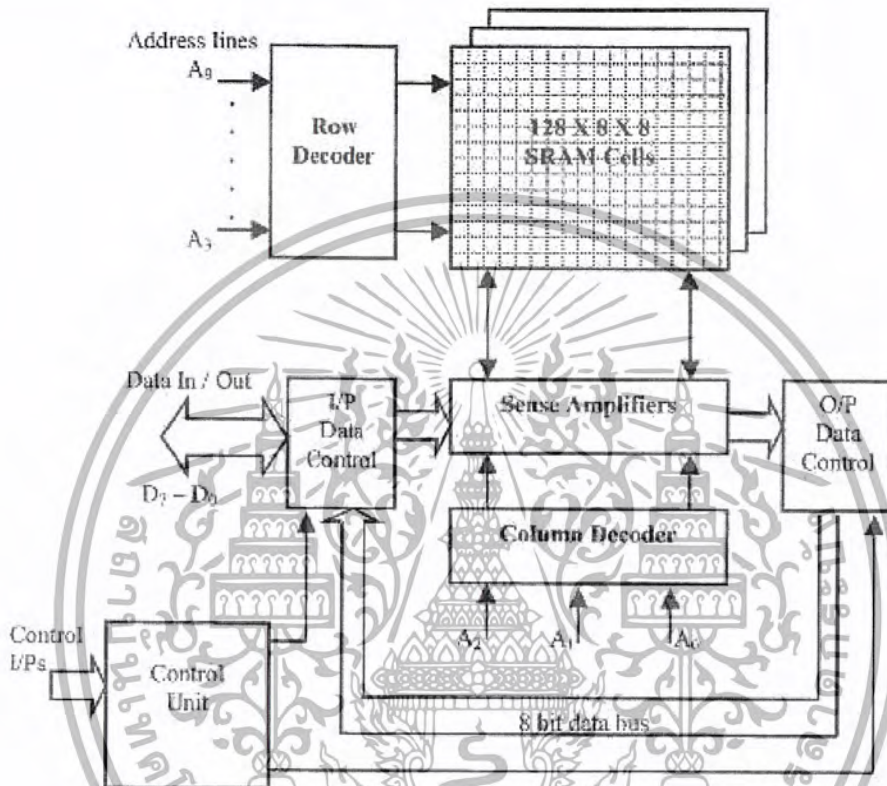 Address lines
A₉
Row
Decoder
A₃
128 X 8 X 8
SRAM Cells
Data In / Out
D₇ – D₀
I/P
Data
Control
Sense Amplifiers
O/P
Data
Control
Column Decoder
A₂
A₁
A₀
Control
I/Ps
Control
Unit
8 bit data bus